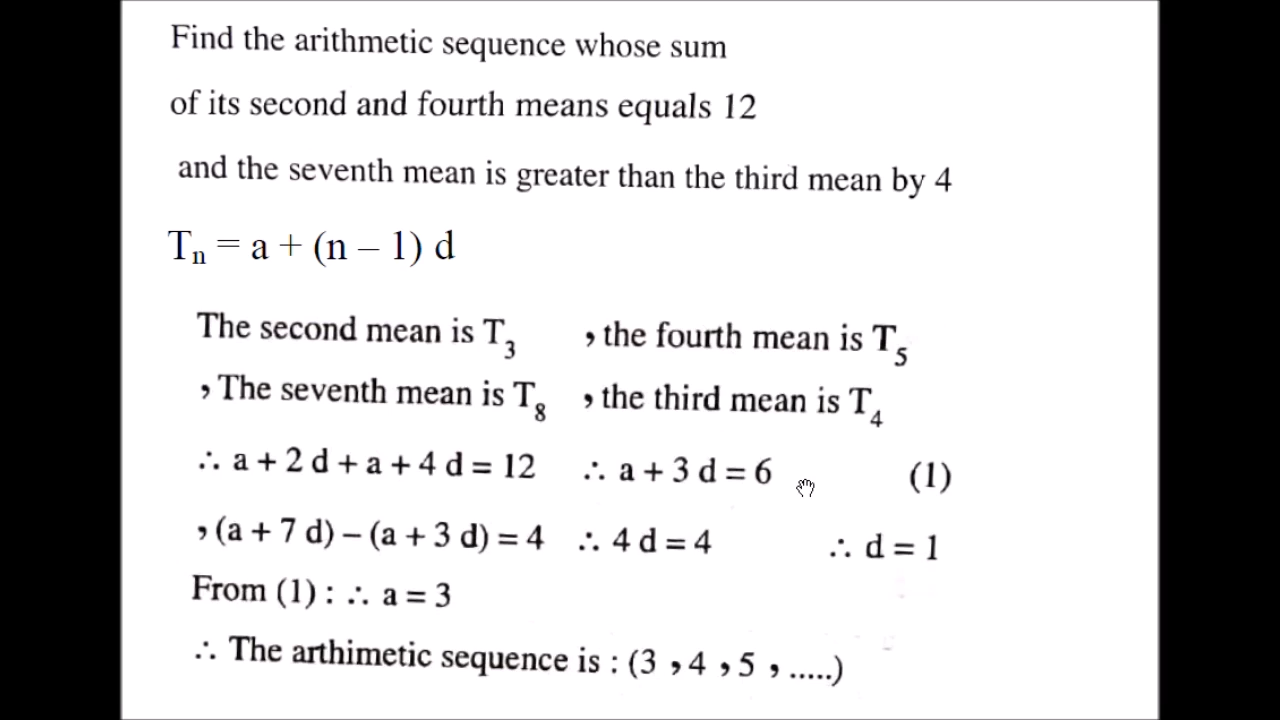 Find the arithmetic sequence whose sum
of its second and fourth means equals 12
and the seventh mean is greater than the third mean by 4
Tₙ = a + (n – 1) d
The second mean is T₃ , the fourth mean is T₅
, The seventh mean is T₈ , the third mean is T₄
∴ a + 2 d + a + 4 d = 12 ∴ a + 3 d = 6 (1)
, (a + 7 d) – (a + 3 d) = 4 ∴ 4 d = 4 ∴ d = 1
From (1) : ∴ a = 3
∴ The arthimetic sequence is : (3 , 4 , 5 , .....)